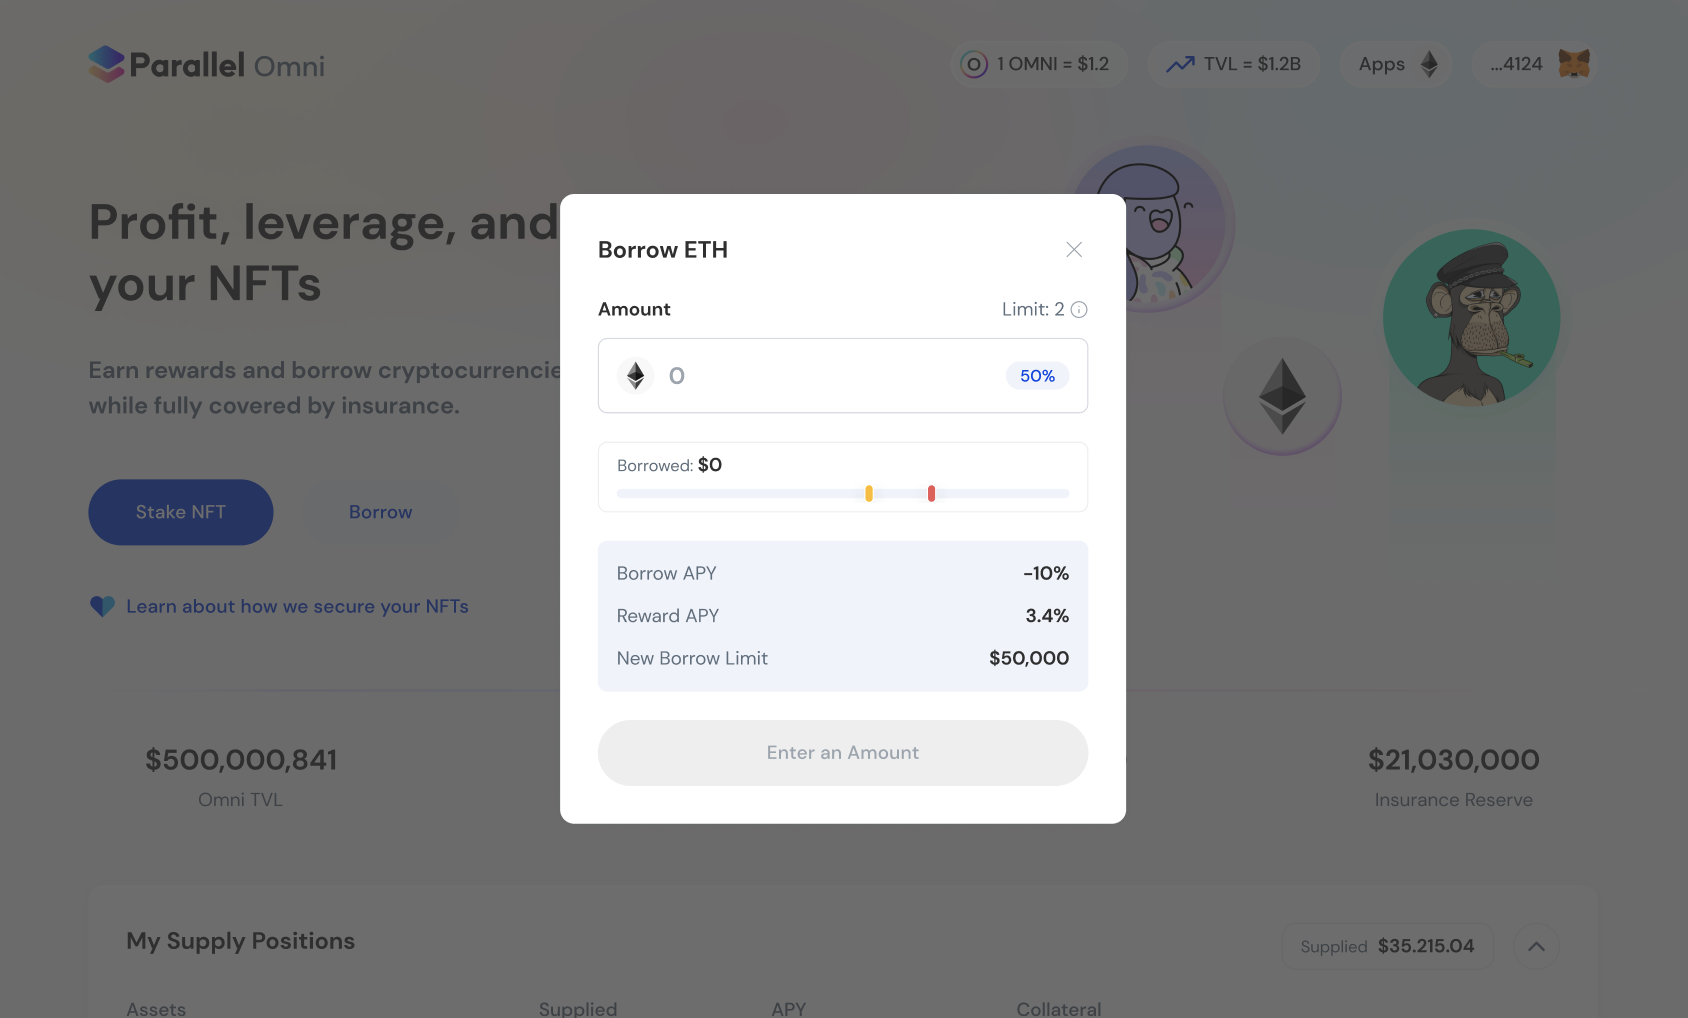 Parallel Omni
1 OMNI = $1.2
TVL = $1.2B
Apps
...4124
Profit, leverage, and
your NFTs
Earn rewards and borrow cryptocurrencie
while fully covered by insurance.
Stake NFT
Borrow
Learn about how we secure your NFTs
Borrow ETH
Amount
Limit: 2
0
50%
Borrowed: $0
Borrow APY
-10%
Reward APY
3.4%
New Borrow Limit
$50,000
Enter an Amount
$500,000,841
Omni TVL
$21,030,000
Insurance Reserve
My Supply Positions
Supplied $35.215.04
Assets
Supplied
APY
Collateral